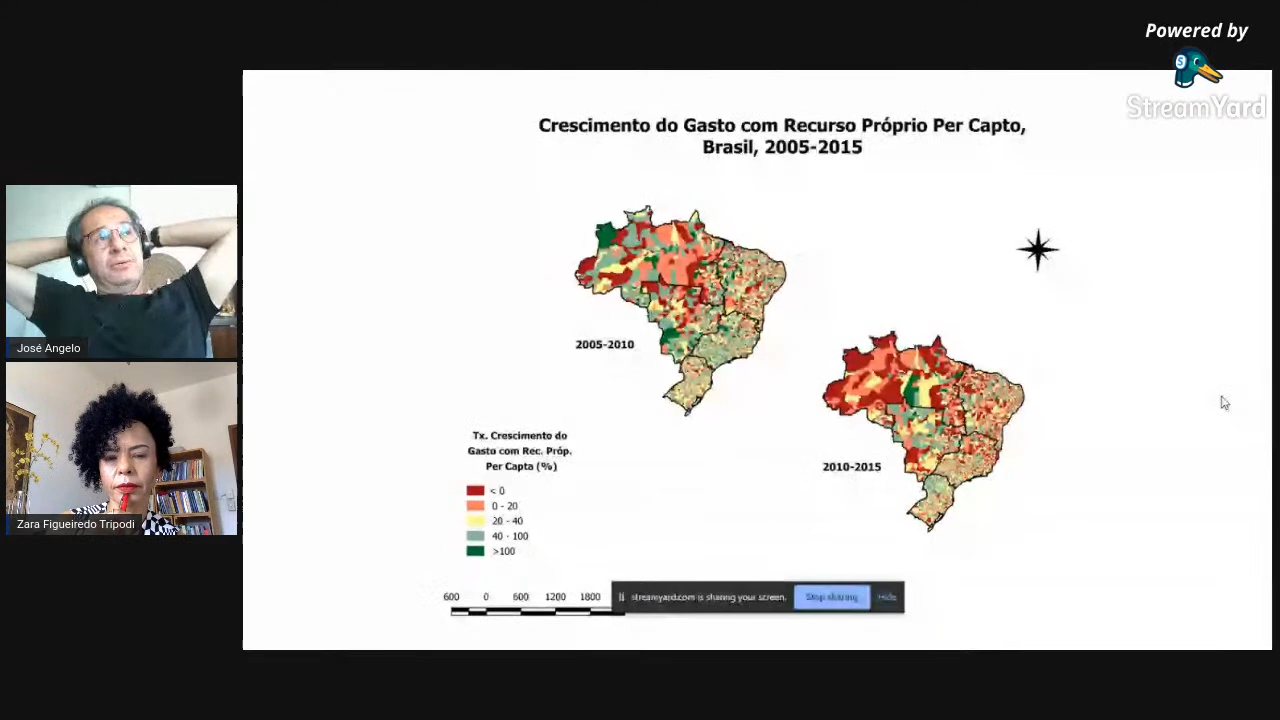 Powered by
StreamYard
Crescimento do Gasto com Recurso Próprio Per Capto,
Brasil, 2005-2015
2005-2010
2010-2015
Tx. Crescimento do
Gasto com Rec. Próp.
Per Capta (%)
< 0
0 - 20
20 - 40
40 - 100
>100
600 0 600 1200 1800
streamyard.com is sharing your screen.
Stop sharing
Hide
José Angelo
Zara Figueiredo Tripodi